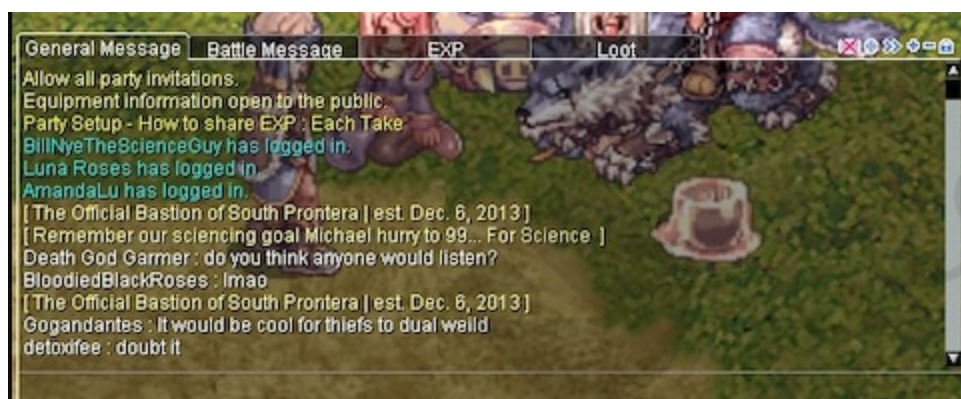 General Message Battle Message EXP Loot
Allow all party invitations.
Equipment information open to the public.
Party Setup - How to share EXP : Each Take
BillNyeTheScienceGuy has logged in.
Luna Roses has logged in.
AmandaLu has logged in.
[ The Official Bastion of South Prontera | est. Dec. 6, 2013 ]
[ Remember our sciencing goal Michael hurry to 99... For Science ]
Death God Garmer : do you think anyone would listen?
BloodiedBlackRoses : lmao
[ The Official Bastion of South Prontera | est. Dec. 6, 2013 ]
Gogandantes : It would be cool for thiefs to dual weild
detoxifee : doubt it